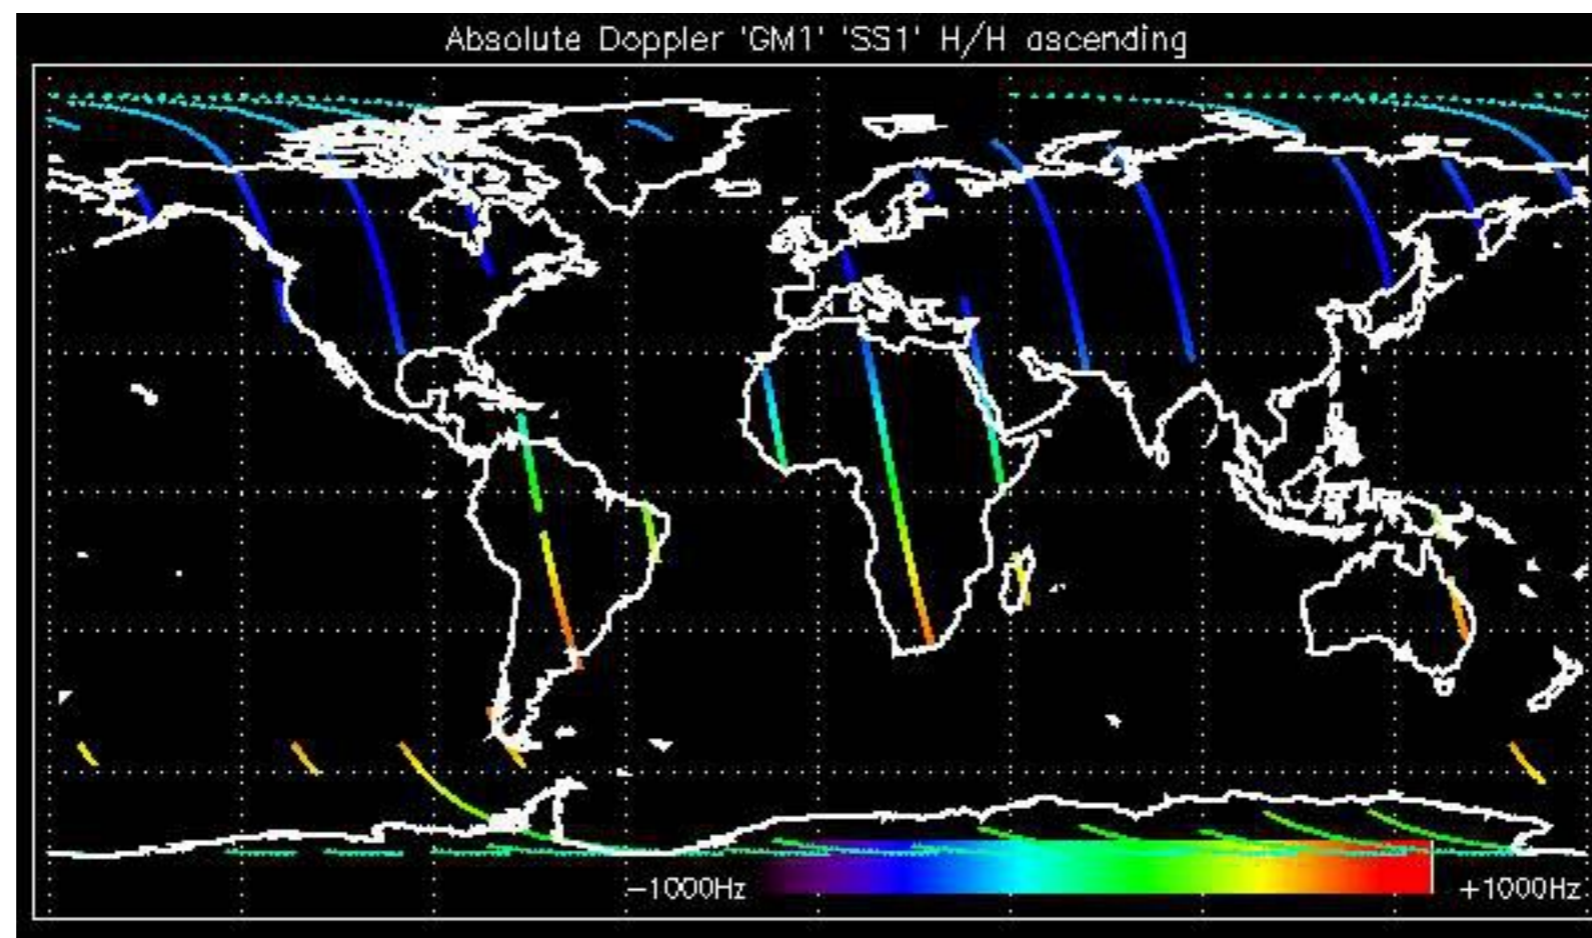 Absolute Doppler 'GM1' 'SS1' H/H ascending
−1000Hz
+1000Hz